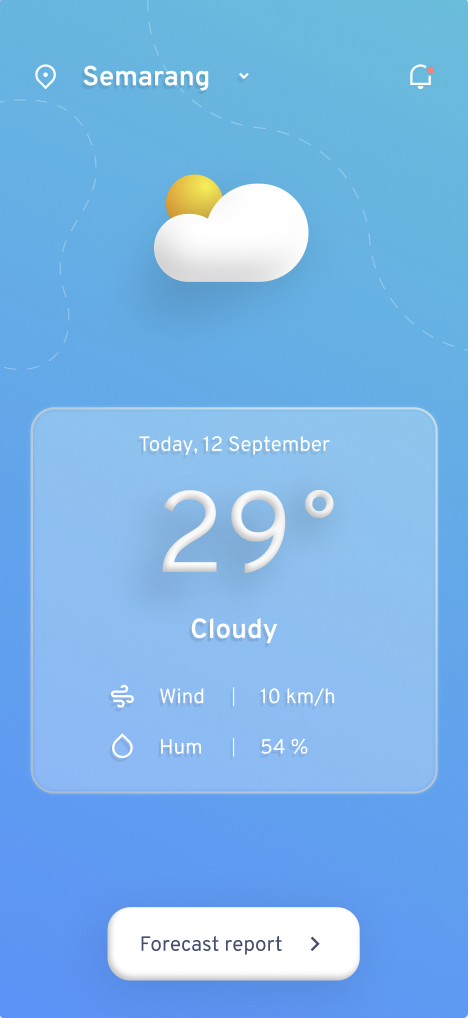 Semarang
Today, 12 September
29°
Cloudy
Wind | 10 km/h
Hum | 54 %
Forecast report